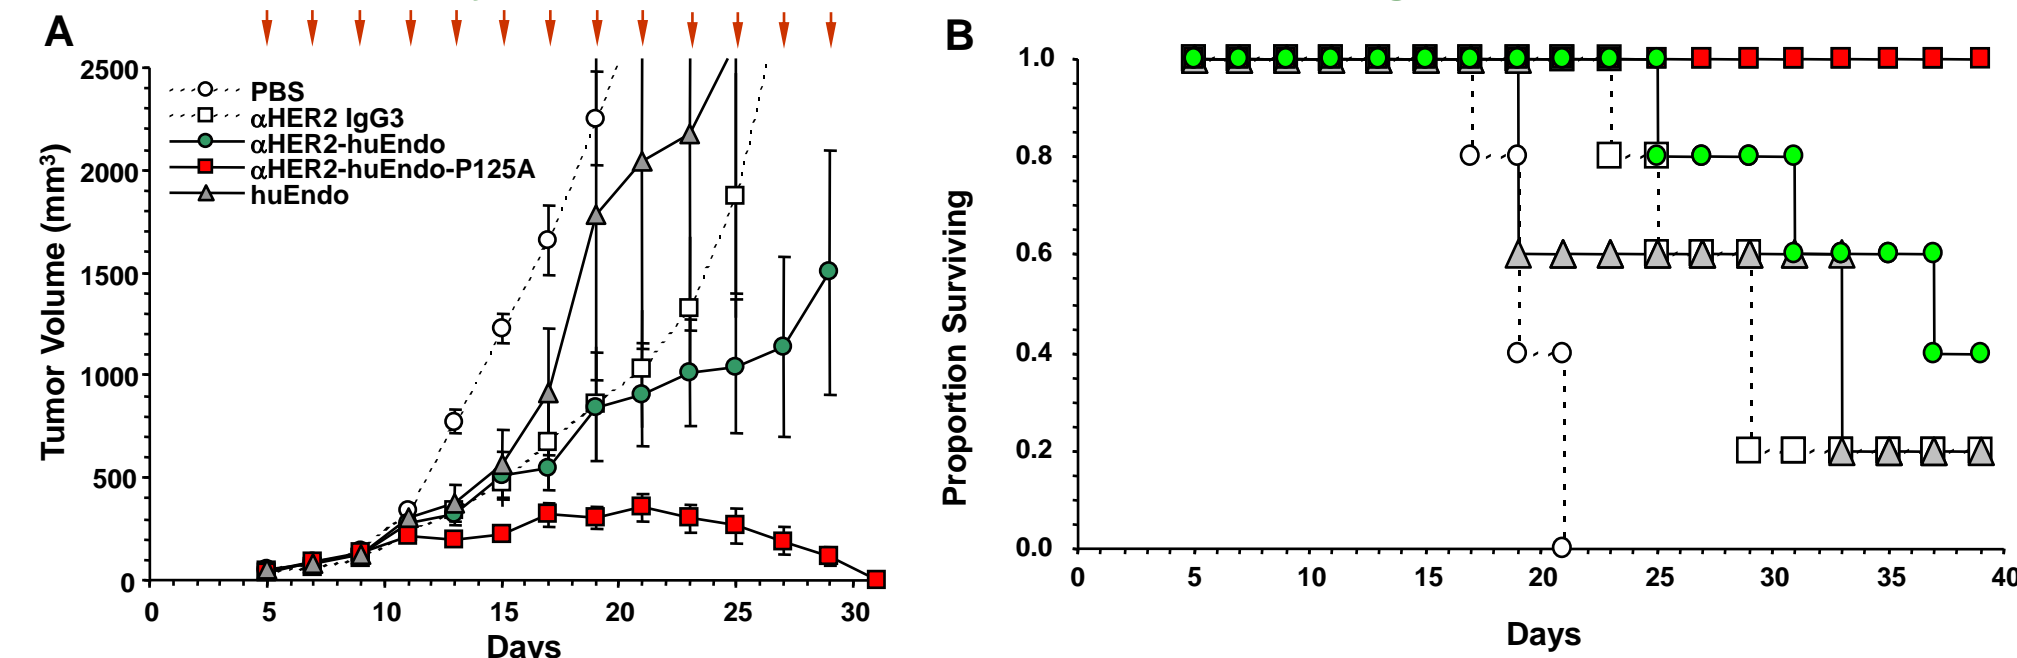 A
2500
2000
1500
1000
500
0
Tumor Volume (mm³)
PBS
αHER2 IgG3
αHER2-huEndo
αHER2-huEndo-P125A
huEndo
0 5 10 15 20 25 30
Days
B
1.0
0.8
0.6
0.4
0.2
0.0
Proportion Surviving
0 5 10 15 20 25 30 35 40
Days